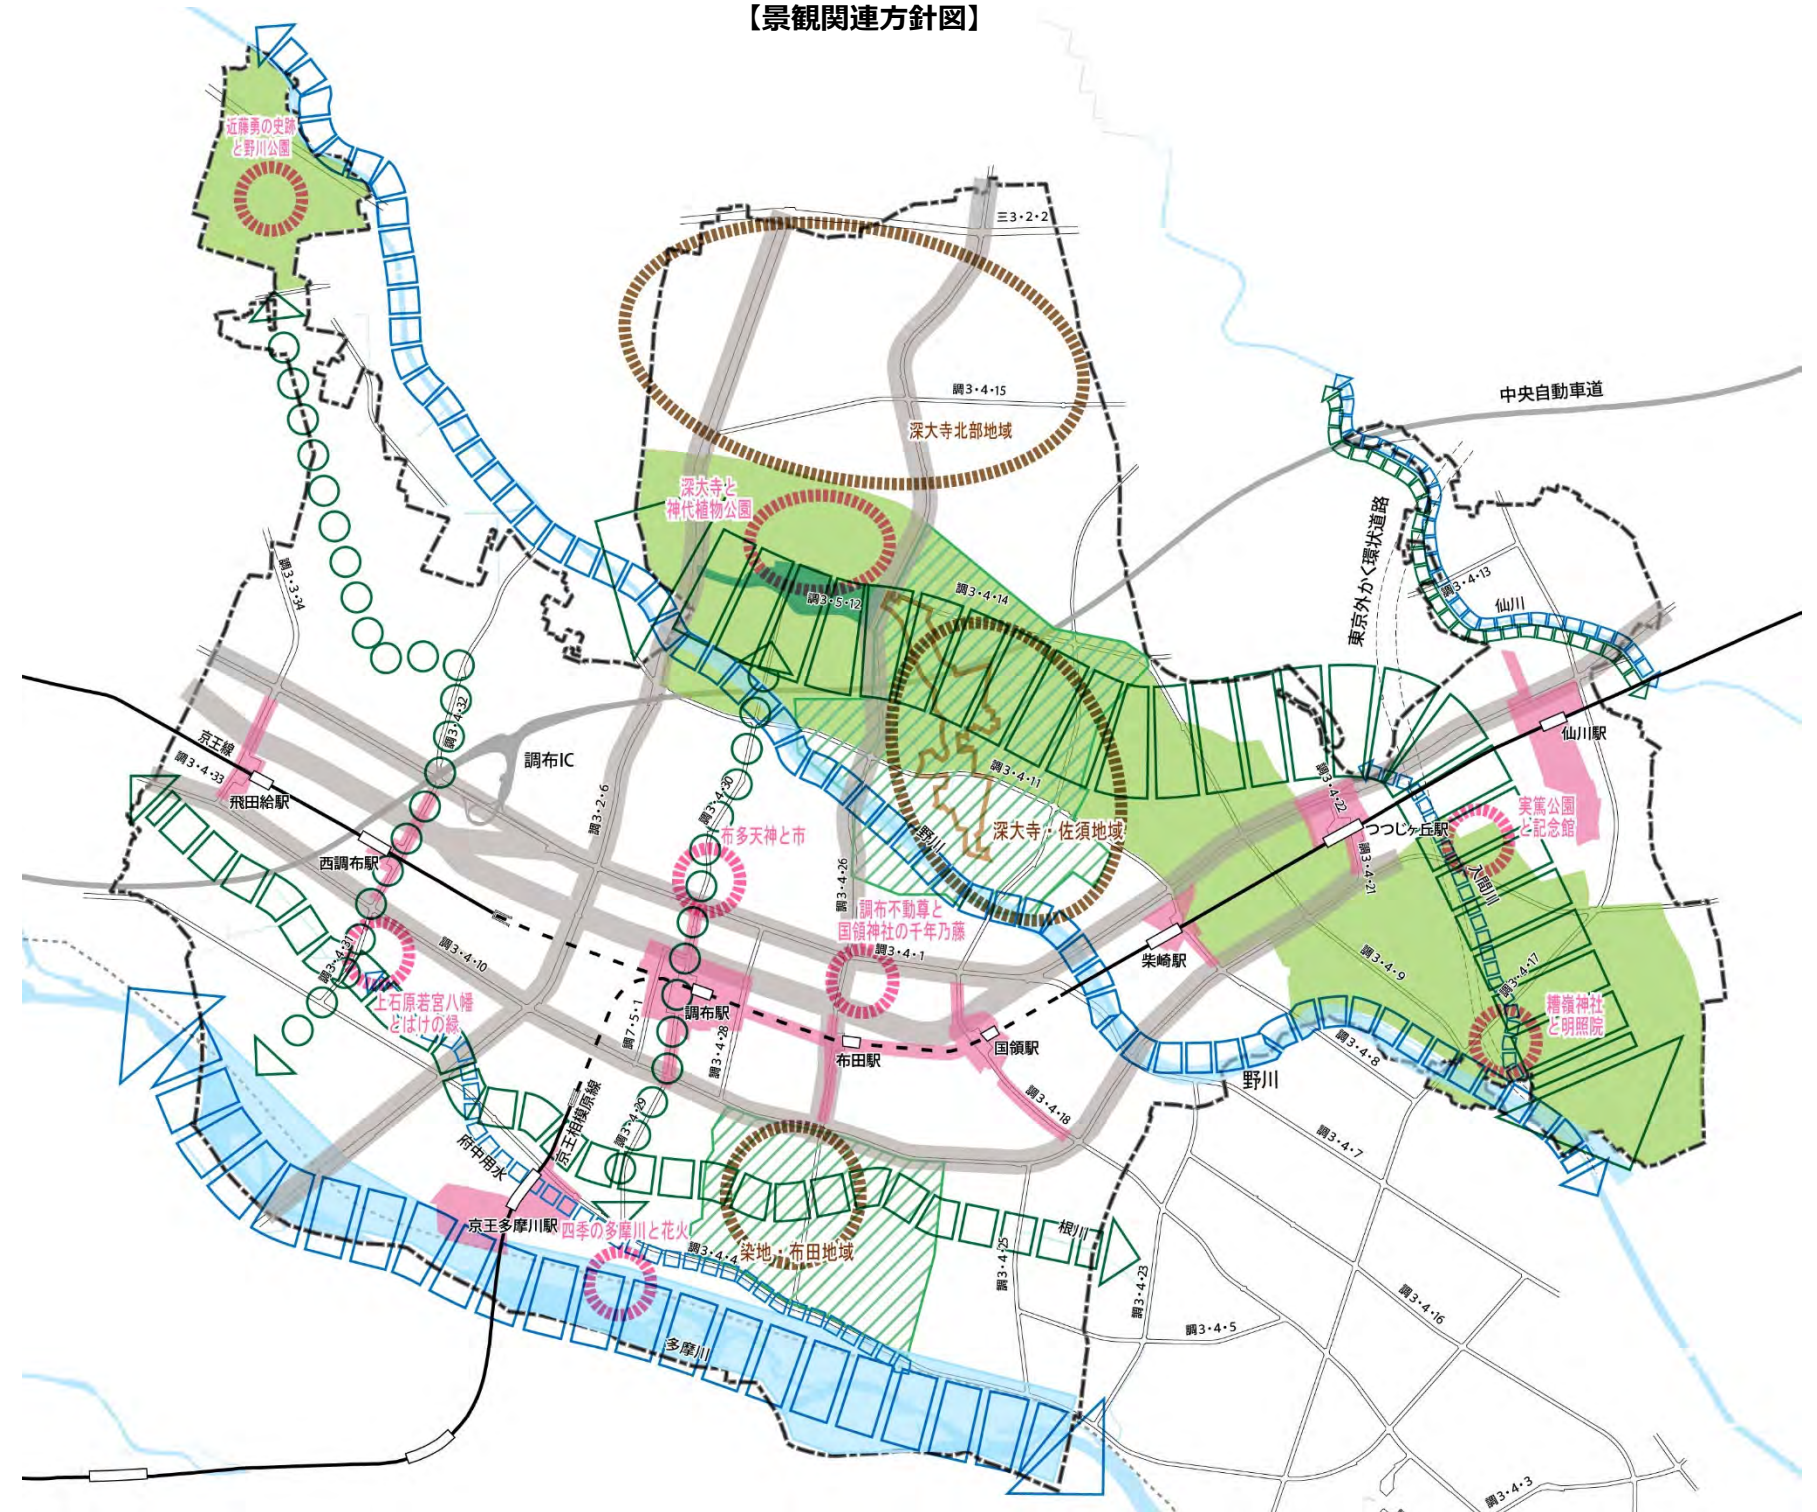 【景観関連方針図】
近藤勇の史跡
と野川公園
三3・2・2
調3・4・15
深大寺北部地域
中央自動車道
深大寺と
神代植物公園
東京外かく環状道路
調3・3・34
調3・5・12
調3・4・14
調3・4・13
仙川
調3・4・32
京王線
調3・4・33
飛田給駅
調布IC
調3・2・6
調3・4・30
調3・4・11
調3・4・22
仙川駅
実篤公園
と記念館
つつじヶ丘駅
野川
深大寺・佐須地域
布多天神と市
西調布駅
調3・4・26
調3・4・21
入間川
調布不動尊と
国領神社の千年乃藤
調3・4・1
調3・4・31
調3・4・10
柴崎駅
調3・4・9
調3・4・17
上石原若宮八幡
とはけの緑
調7・5・1
調布駅
調3・4・28
布田駅
国領駅
糟嶺神社
と明照院
調3・4・8
野川
京王相模原線
調3・4・29
調3・4・18
調3・4・7
府中用水
京王多摩川駅
四季の多摩川と花火
調3・4・4
染地・布田地域
根川
調3・4・25
調3・4・23
調3・4・16
調3・4・5
多摩川
調3・4・3